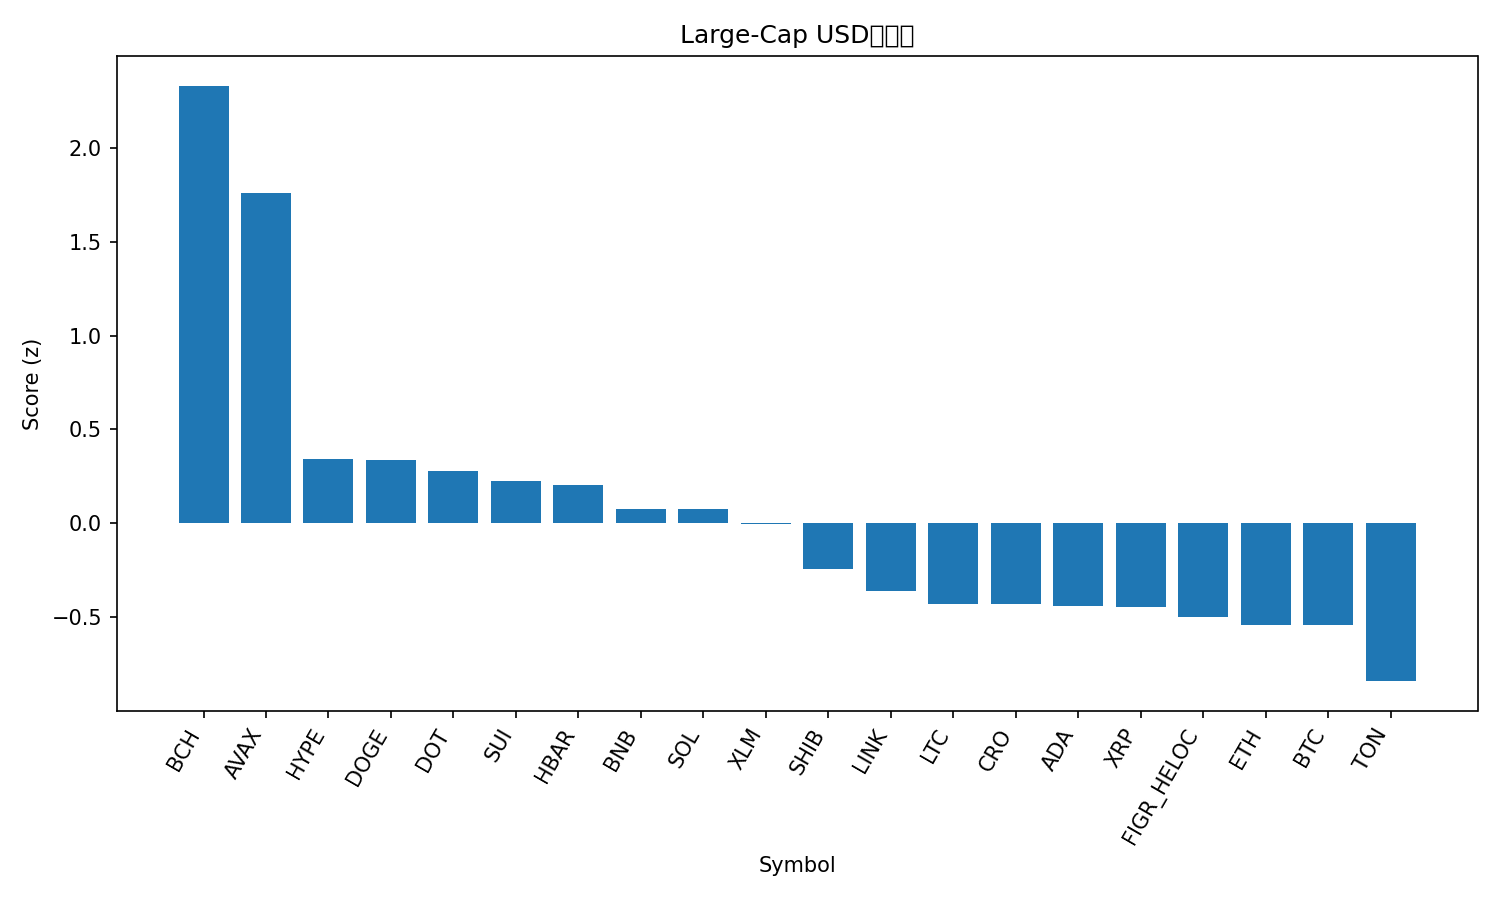 Large-Cap USD
Score (z)
2.0
1.5
1.0
0.5
0.0
−0.5
BCH
AVAX
HYPE
DOGE
DOT
SUI
HBAR
BNB
SOL
XLM
SHIB
LINK
LTC
CRO
ADA
XRP
FIGR_HELOC
ETH
BTC
TON
Symbol